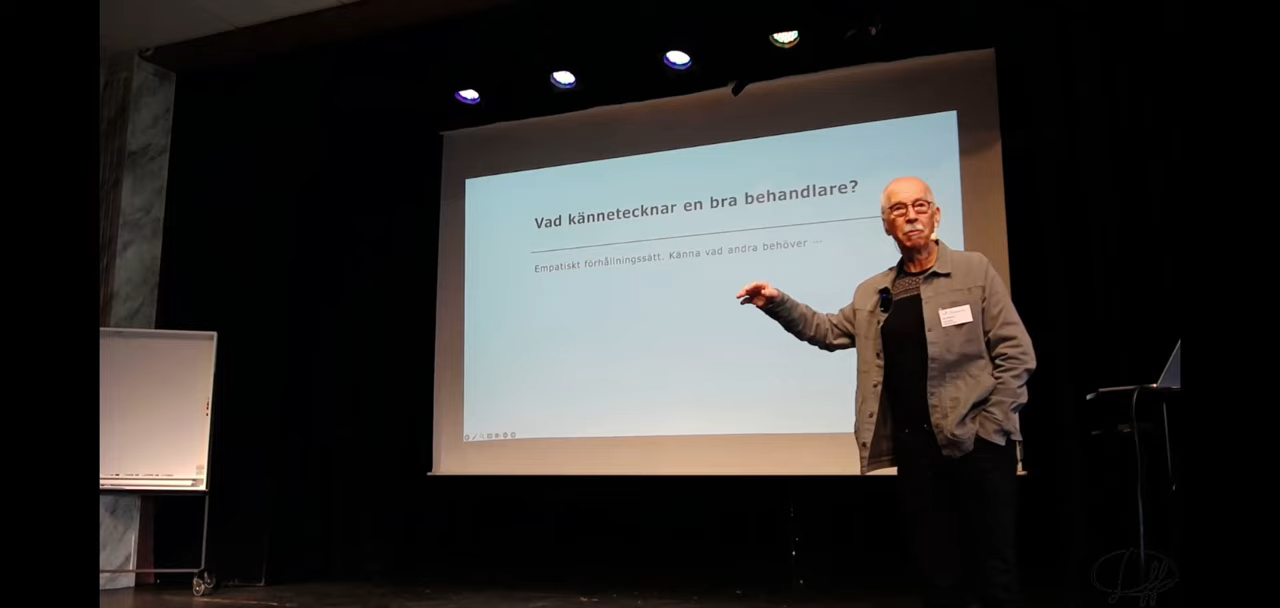 Vad kännetecknar en bra behandlare?
Empatiskt förhållningssätt. Känna vad andra behöver ...